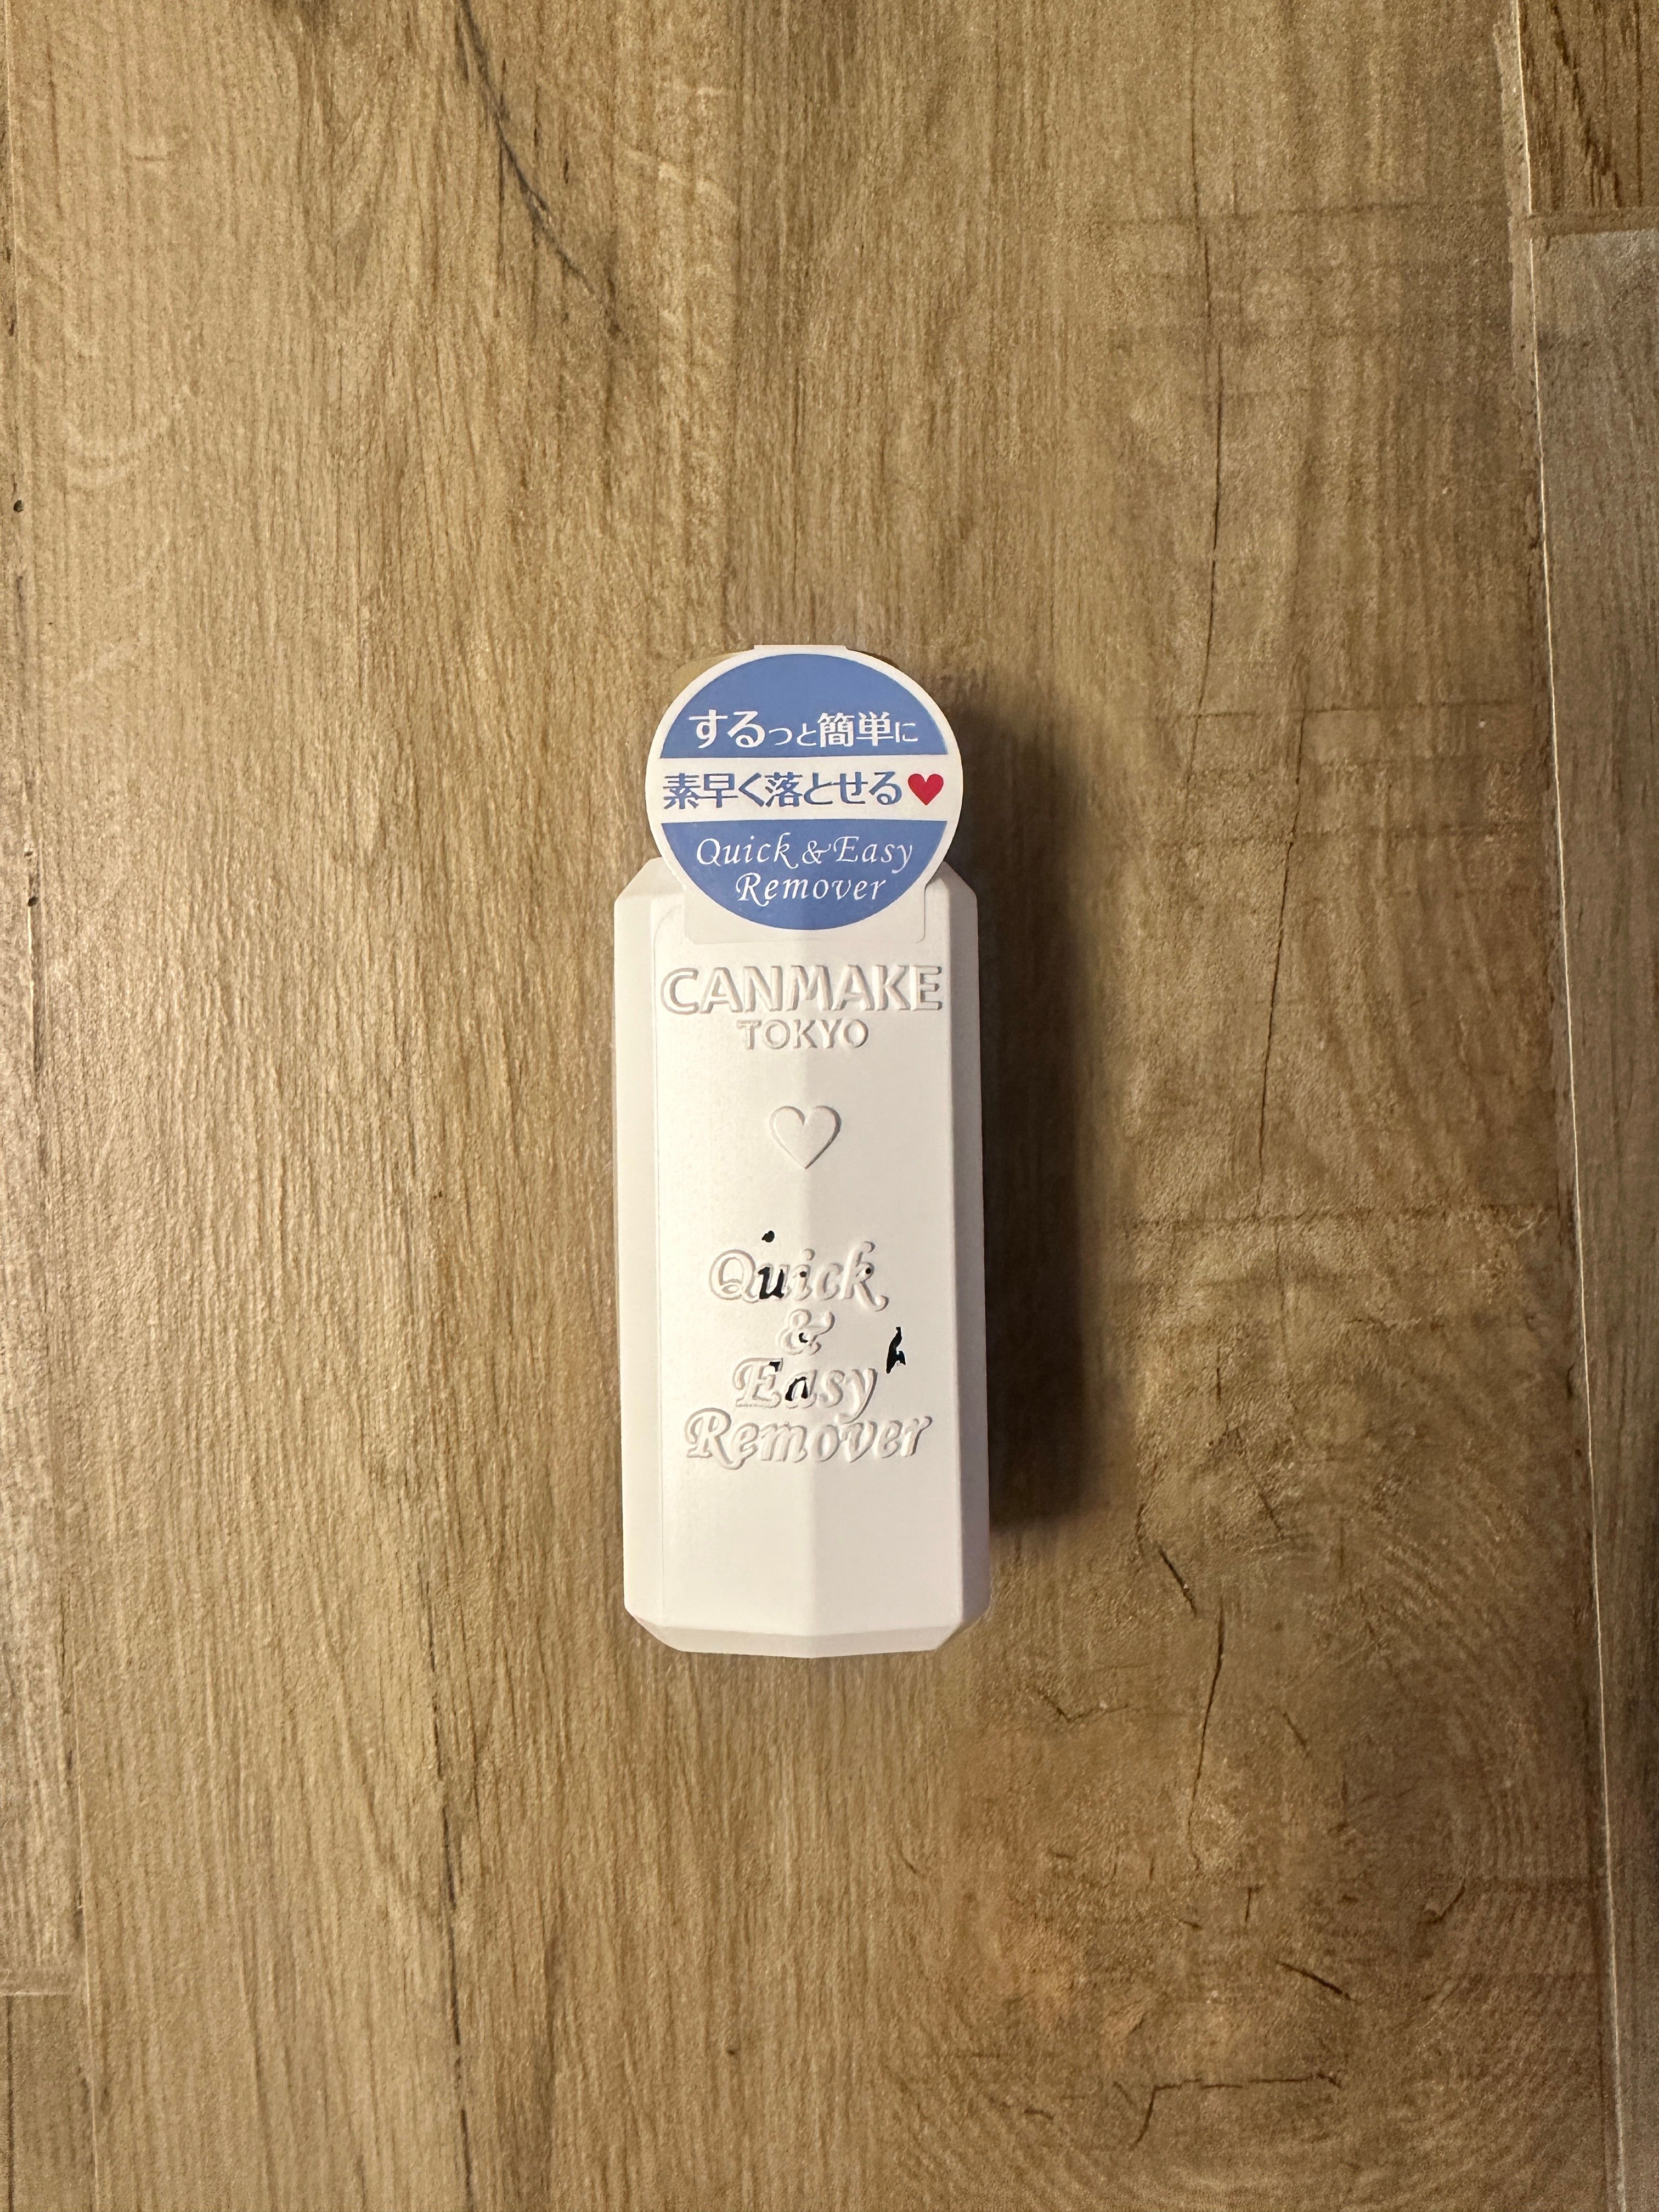 するっと簡単に
素早く落とせる♥
Quick & Easy
Remover
CANMAKE
TOKYO
Quick
&
Easy
Remover